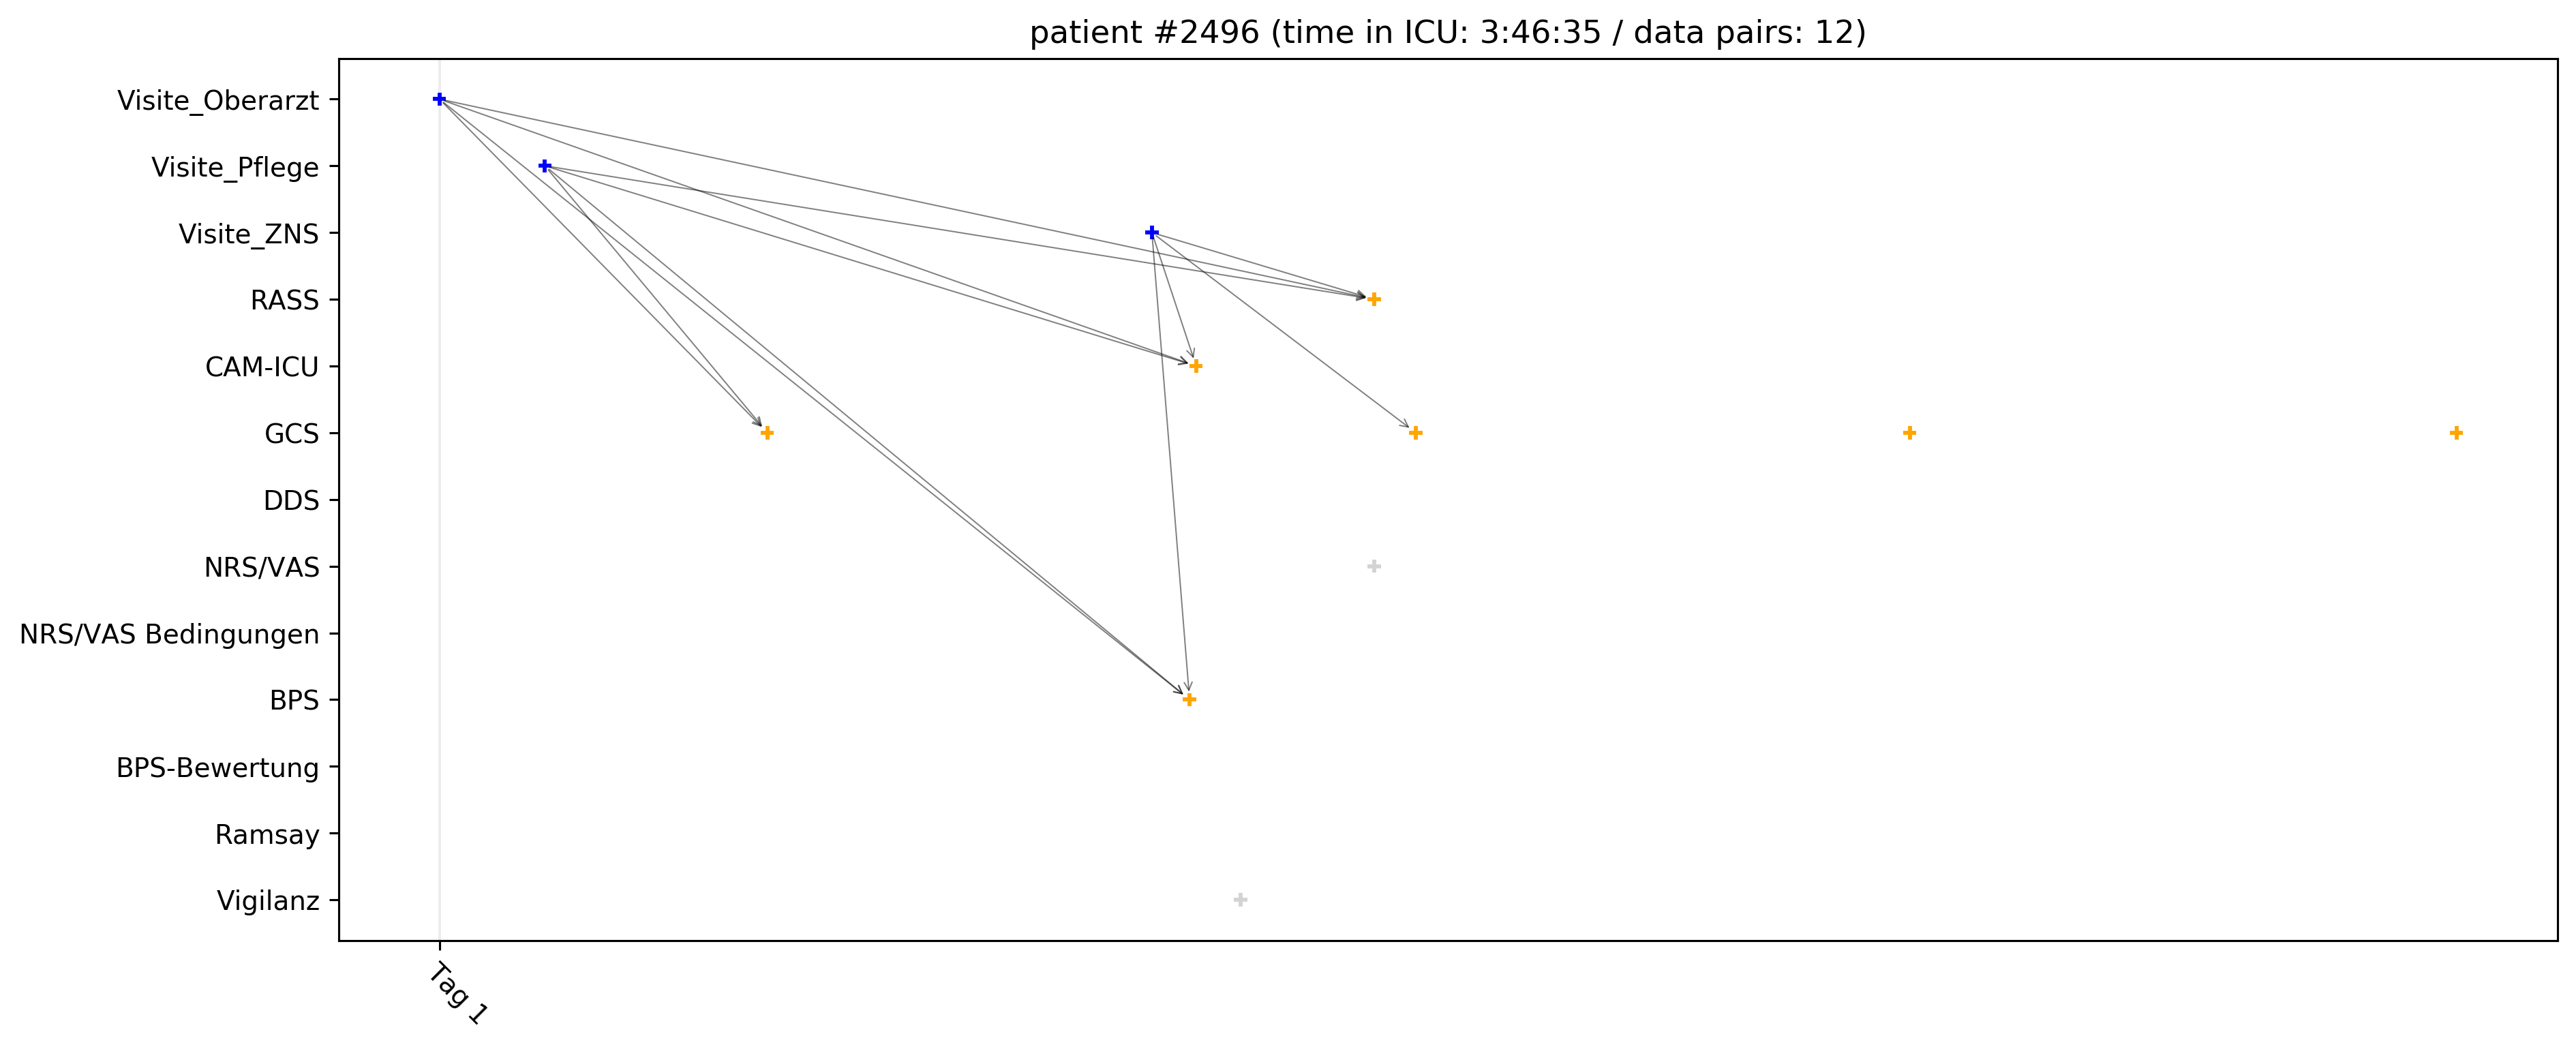 patient #2496 (time in ICU: 3:46:35 / data pairs: 12)
Visite_Oberarzt
Visite_Pflege
Visite_ZNS
RASS
CAM-ICU
GCS
DDS
NRS/VAS
NRS/VAS Bedingungen
BPS
BPS-Bewertung
Ramsay
Vigilanz
Tag 1